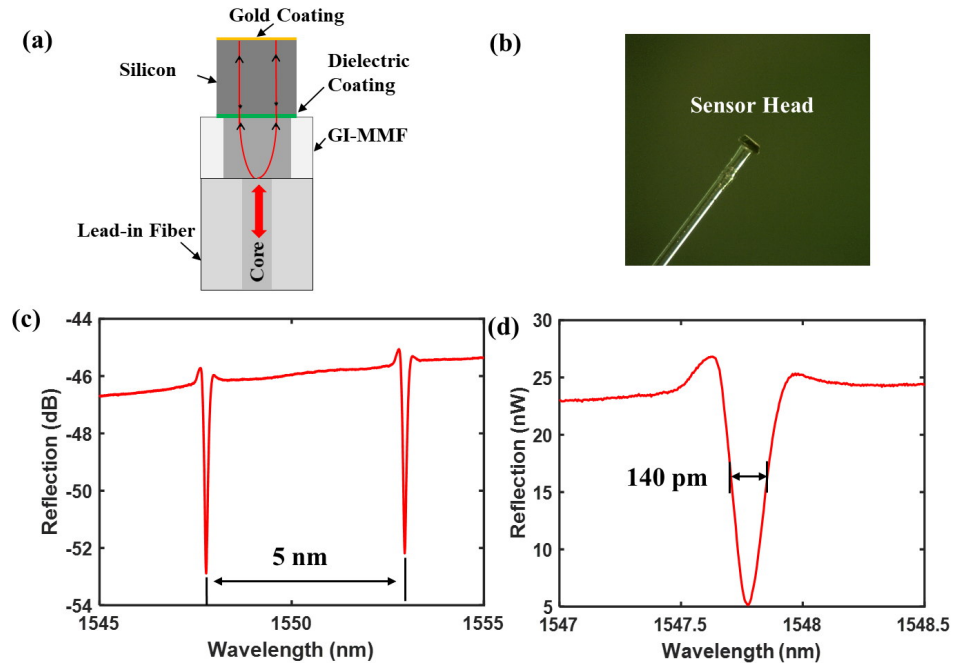 (a)
Gold Coating
Silicon
Dielectric
Coating
GI-MMF
Lead-in Fiber
Core
(b)
Sensor Head
(c)
-44
-46
-48
-50
-52
-54
Reflection (dB)
5 nm
1545
1550
1555
Wavelength (nm)
(d)
30
25
20
15
10
5
Reflection (nW)
140 pm
1547
1547.5
1548
1548.5
Wavelength (nm)